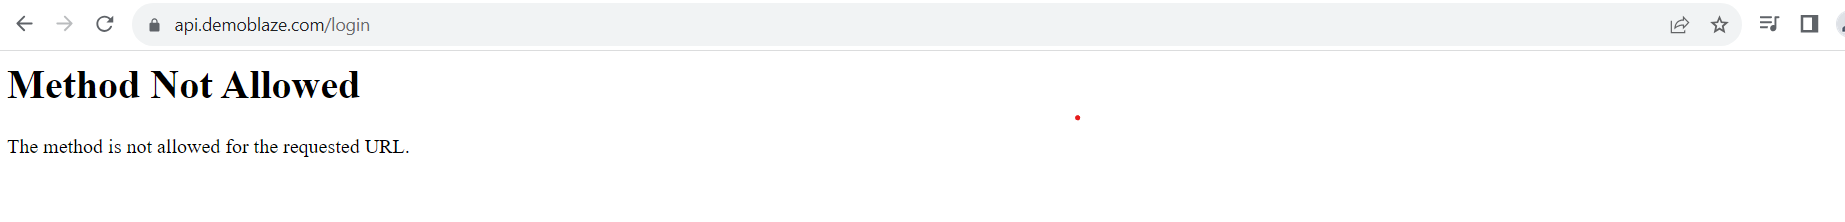 api.demoblaze.com/login
Method Not Allowed
The method is not allowed for the requested URL.